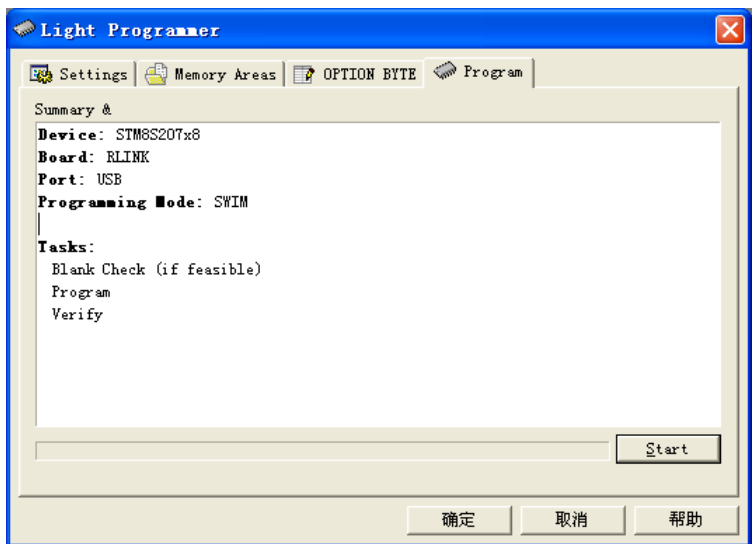 Light Programmer
Settings Memory Areas OPTION BYTE Program
Summary &
Device: STM8S207x8
Board: RLINK
Port: USB
Programming Mode: SWIM
Tasks:
Blank Check (if feasible)
Program
Verify
Start
确定 取消 帮助